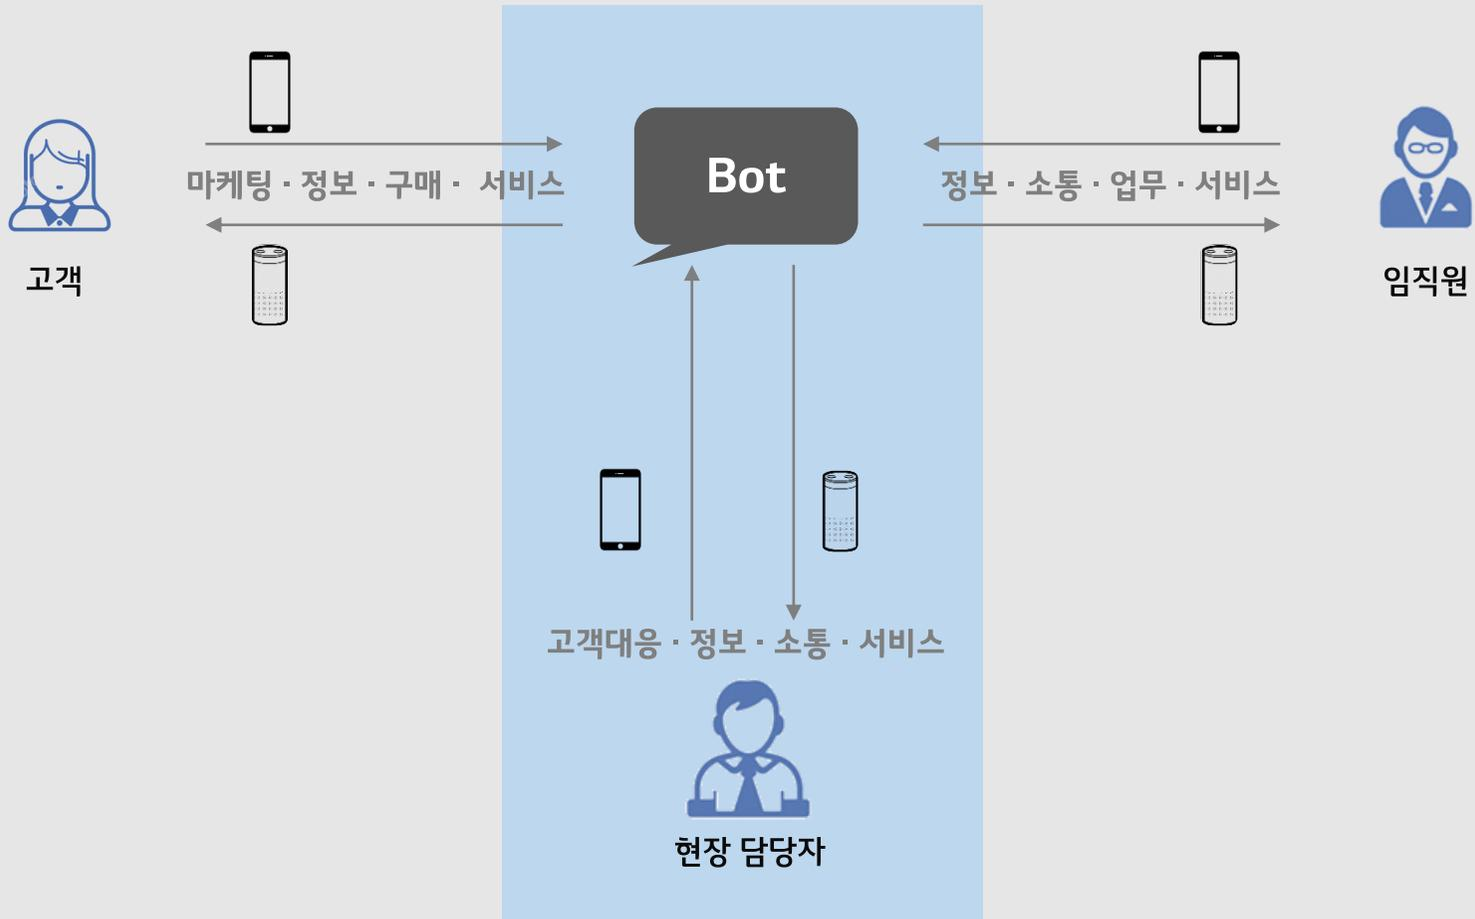 Bot
마케팅 · 정보 · 구매 · 서비스
정보 · 소통 · 업무 · 서비스
고객
임직원
고객대응 · 정보 · 소통 · 서비스
현장 담당자